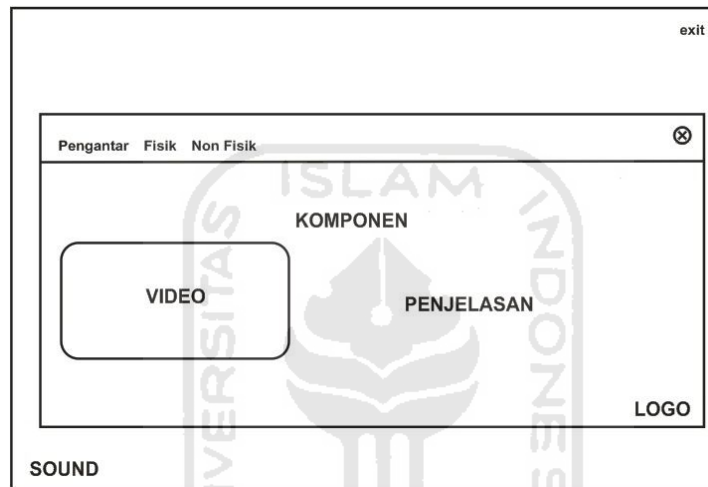 exit
Pengantar Fisik Non Fisik
ISLAM
KOMPONEN
VIDEO
PENJELASAN
LOGO
SOUND